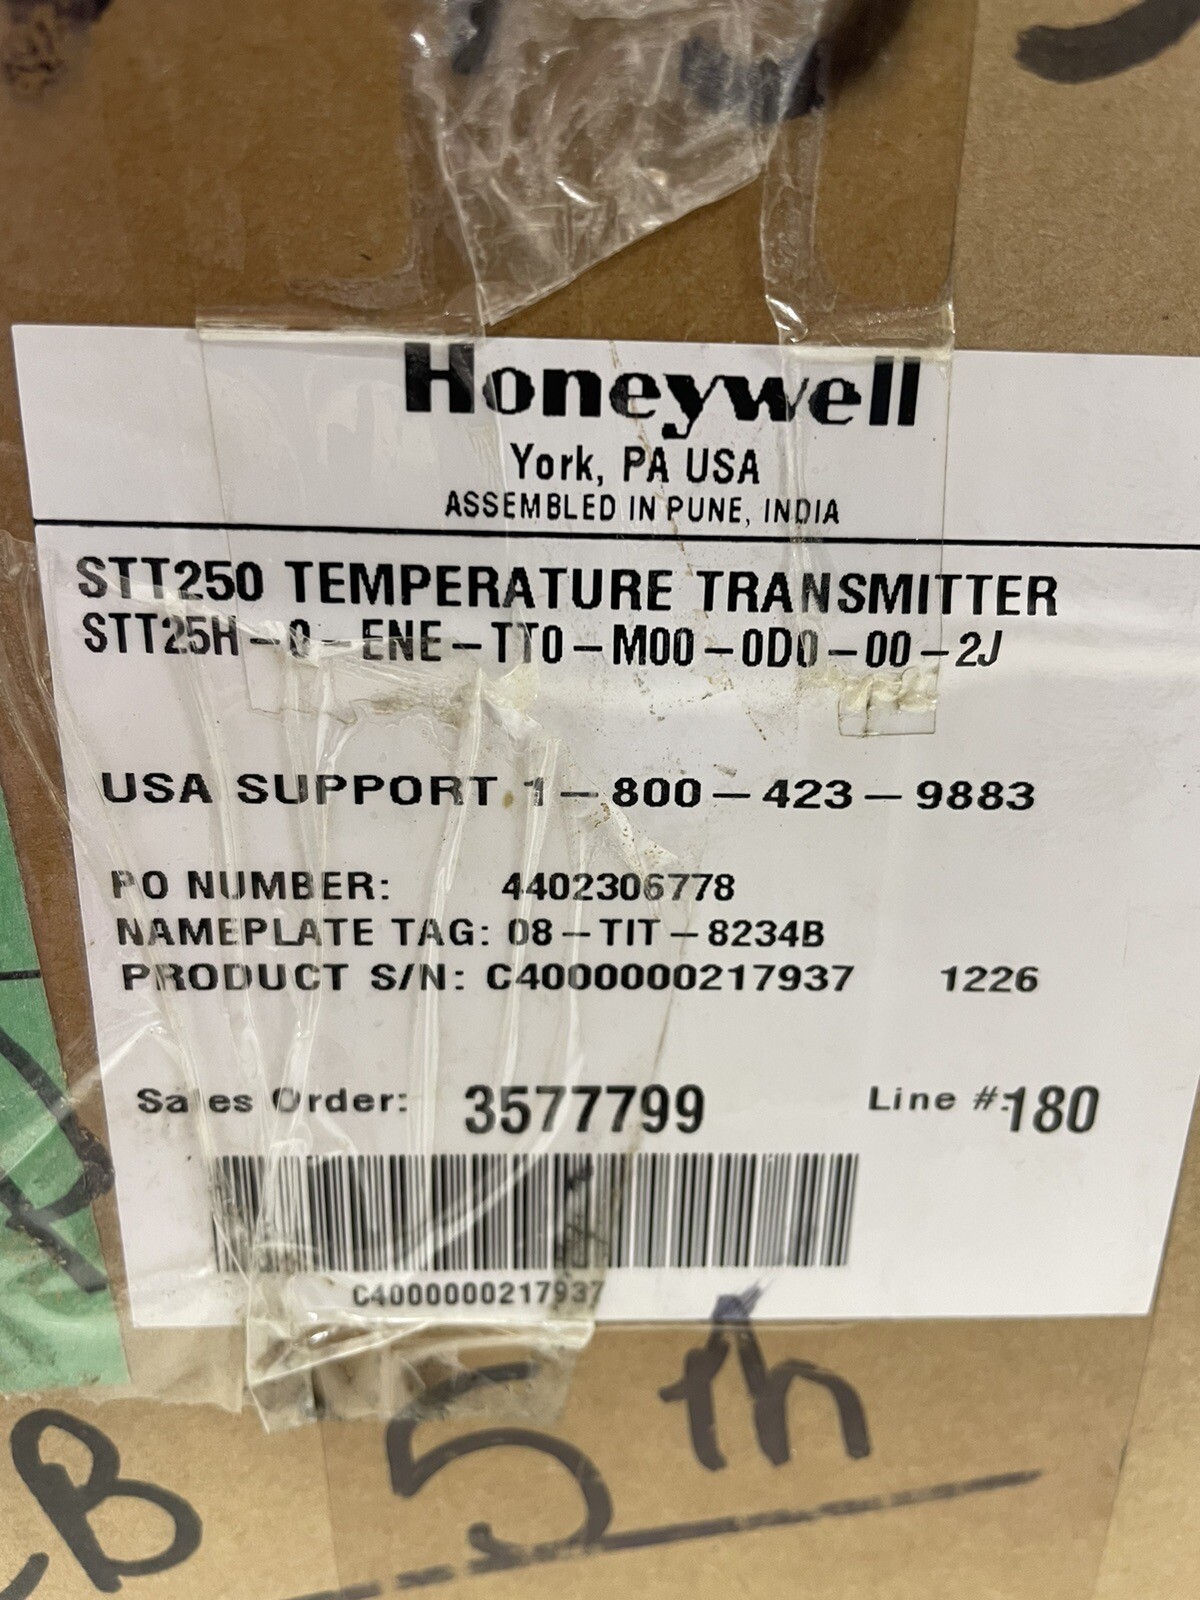 Honeywell
York, PA USA
ASSEMBLED IN PUNE, INDIA
STT250 TEMPERATURE TRANSMITTER
STT25H-0-ENE-TT0-M00-0D0-00-2J
USA SUPPORT 1-800-423-9883
PO NUMBER: 4402306778
NAMEPLATE TAG: 08-TIT-8234B
PRODUCT S/N: C4000000217937 1226
Sales Order: 3577799 Line #:180
C4000000217937
5th
B